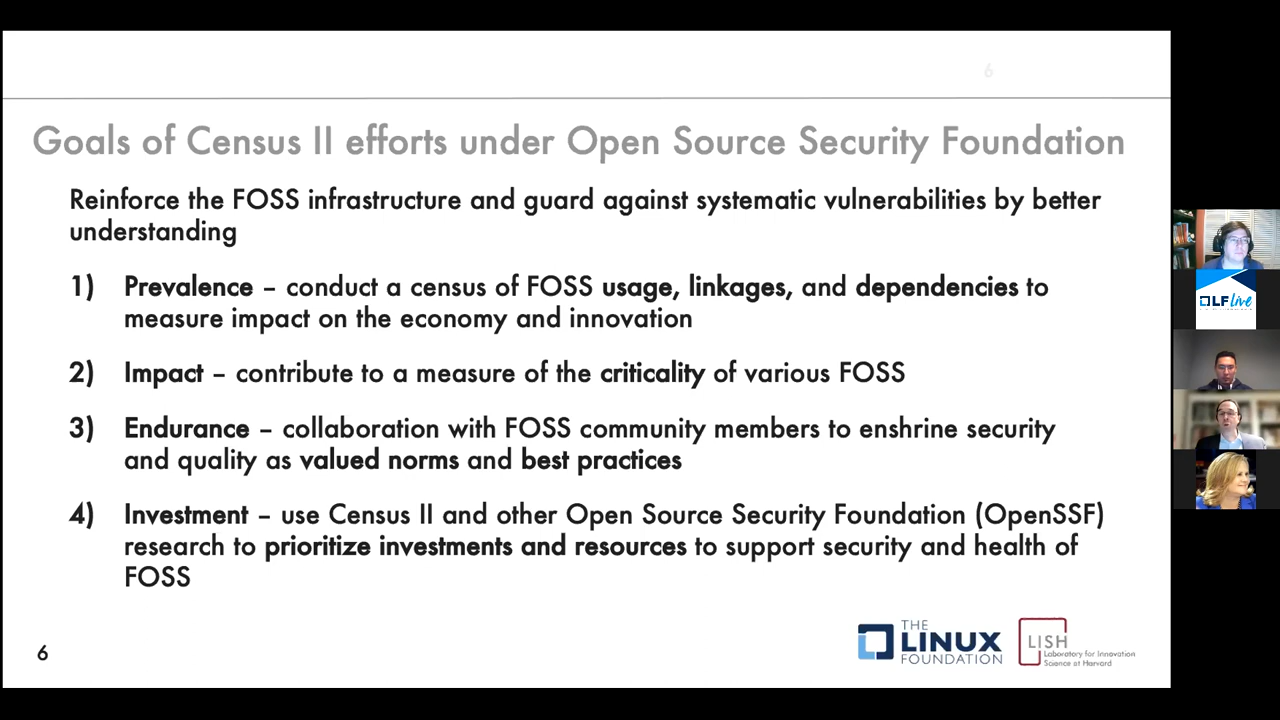 6
Goals of Census II efforts under Open Source Security Foundation
Reinforce the FOSS infrastructure and guard against systematic vulnerabilities by better
understanding
1) Prevalence – conduct a census of FOSS usage, linkages, and dependencies to
measure impact on the economy and innovation
2) Impact – contribute to a measure of the criticality of various FOSS
3) Endurance – collaboration with FOSS community members to enshrine security
and quality as valued norms and best practices
4) Investment – use Census II and other Open Source Security Foundation (OpenSSF)
research to prioritize investments and resources to support security and health of
FOSS
6
THE
LINUX
FOUNDATION
LISH
Laboratory for Innovation
Science at Harvard
LF Live